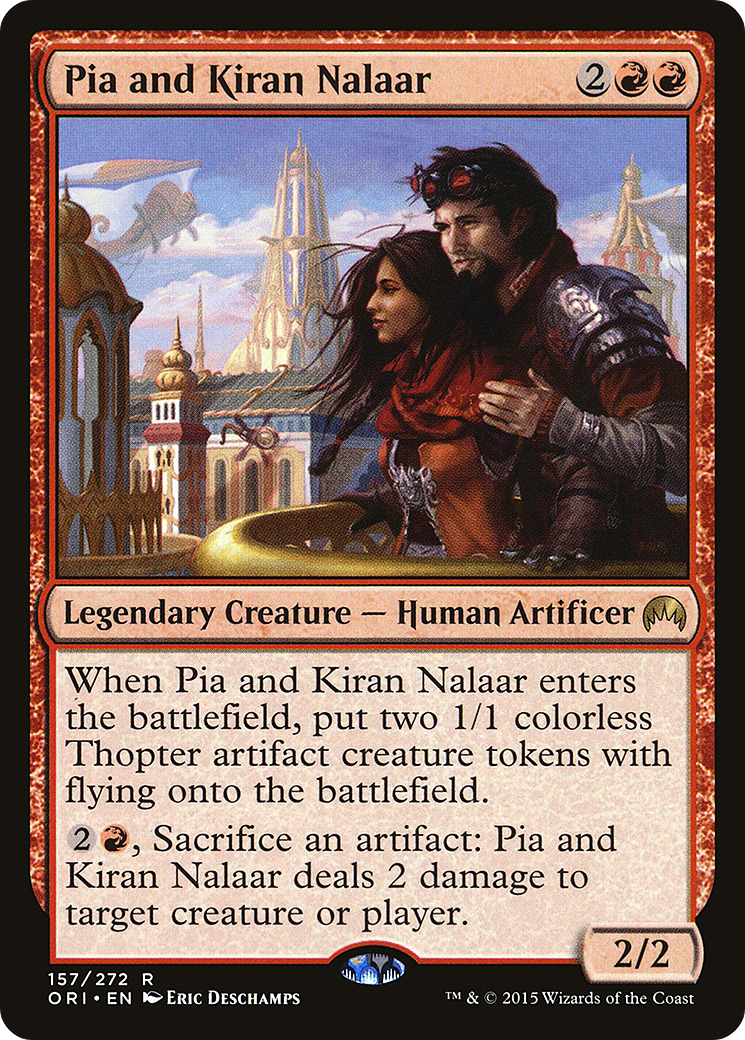 Pia and Kiran Nalaar 2
Legendary Creature — Human Artificer
When Pia and Kiran Nalaar enters
the battlefield, put two 1/1 colorless
Thopter artifact creature tokens with
flying onto the battlefield.
2, Sacrifice an artifact: Pia and
Kiran Nalaar deals 2 damage to
target creature or player.
2/2
157/272 R
ORI • EN Eric Deschamps
™ & © 2015 Wizards of the Coast